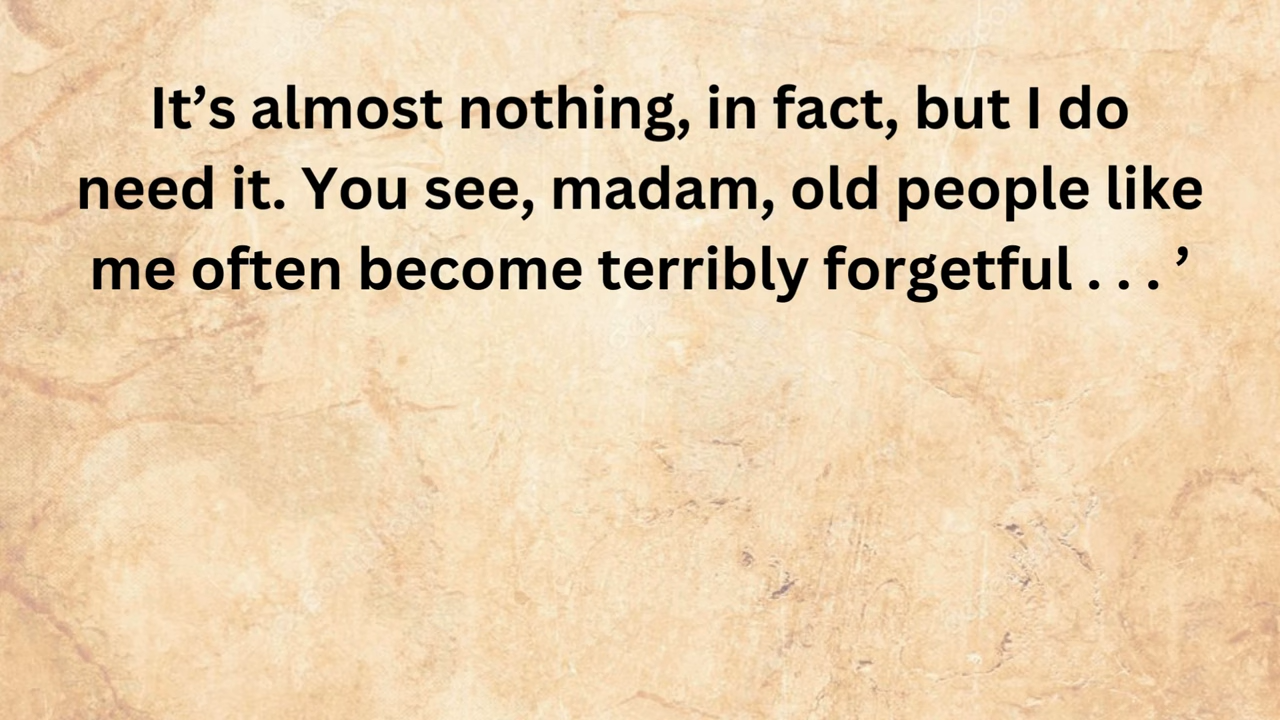 It’s almost nothing, in fact, but I do
need it. You see, madam, old people like
me often become terribly forgetful . . . ’